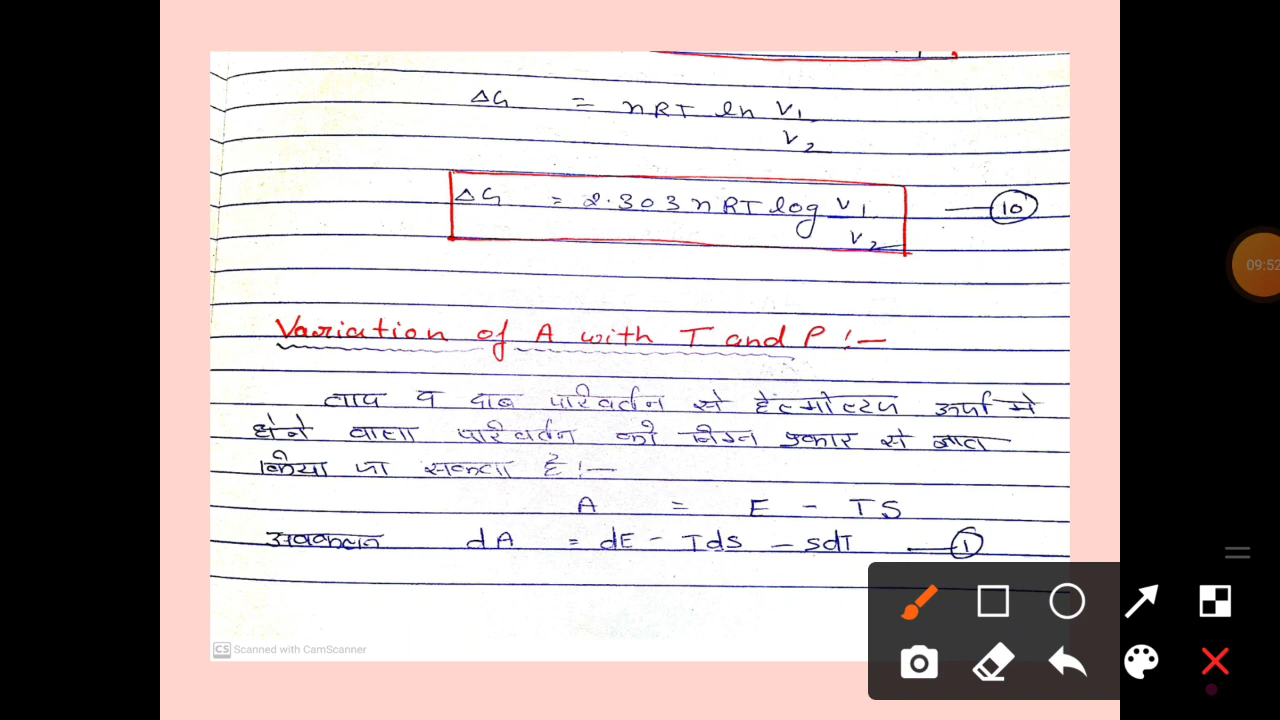 ΔG = nRT ln V1/V2
ΔG = 2.303 nRT log V1/V2 —(10)
Variation of A with T and P :-
ताप व दाब परिवर्तन से हेल्मोल्टज ऊर्जा मे
होने वाला परिवर्तन को निम्न प्रकार से ज्ञात
किया जा सकता है :-
A = E - TS
अवकलन dA = dE - Tds - sdT —(1)
CS Scanned with CamScanner
09:52